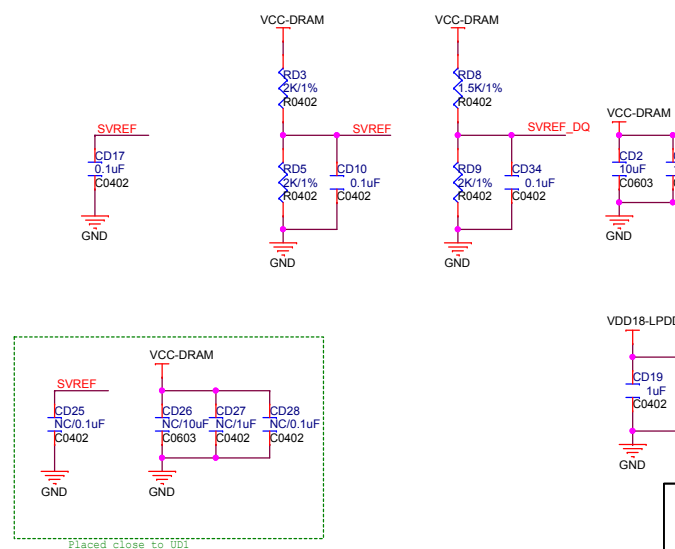 VCC-DRAM
VCC-DRAM
RD3
2K/1%
R0402
RD8
1.5K/1%
R0402
SVREF
CD17
0.1uF
C0402
GND
SVREF
RD5
2K/1%
R0402
CD10
0.1uF
C0402
GND
SVREF_DQ
RD9
2K/1%
R0402
CD34
0.1uF
C0402
GND
VCC-DRAM
CD2
10uF
C0603
GND
VDD18-LPDD
CD19
1uF
C0402
GND
VCC-DRAM
SVREF
CD25
NC/0.1uF
C0402
GND
CD26
NC/10uF
C0603
CD27
NC/1uF
C0402
CD28
NC/0.1uF
C0402
GND
Placed close to UD1